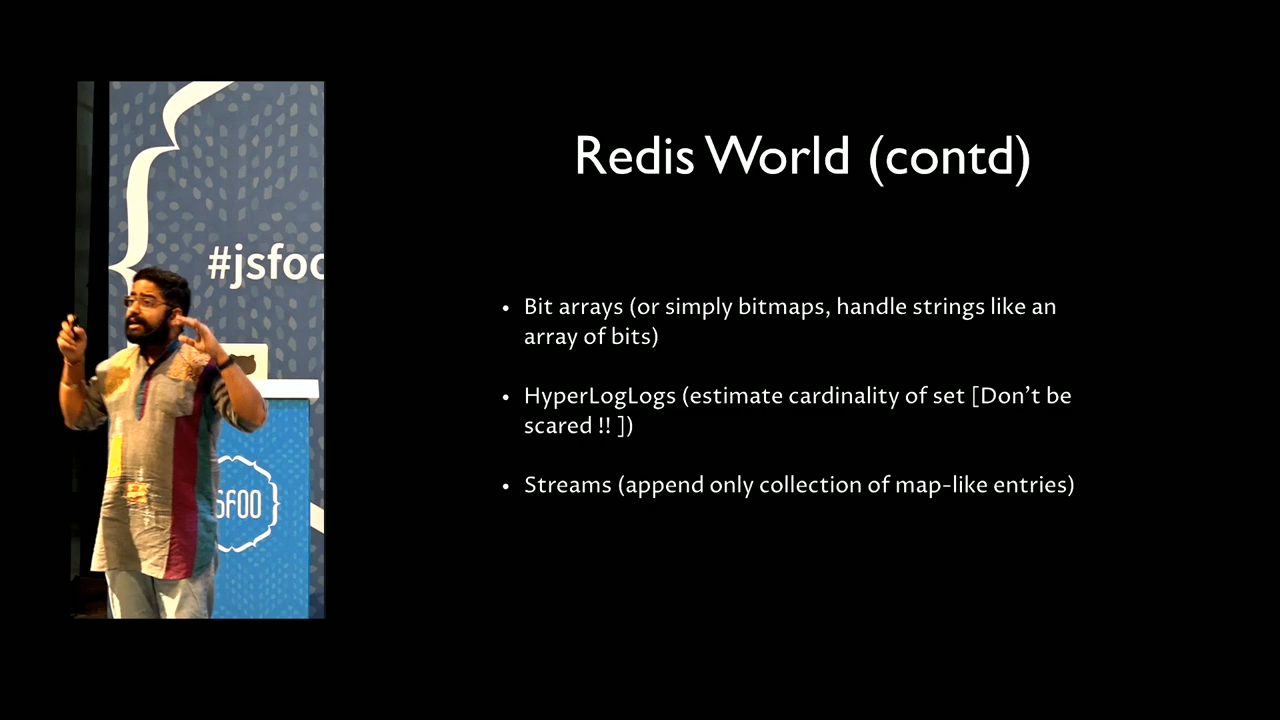 Redis World (contd)
#jsfoo
• Bit arrays (or simply bitmaps, handle strings like an
array of bits)
• HyperLogLogs (estimate cardinality of set [Don't be
scared !! ])
• Streams (append only collection of map-like entries)
SFOO